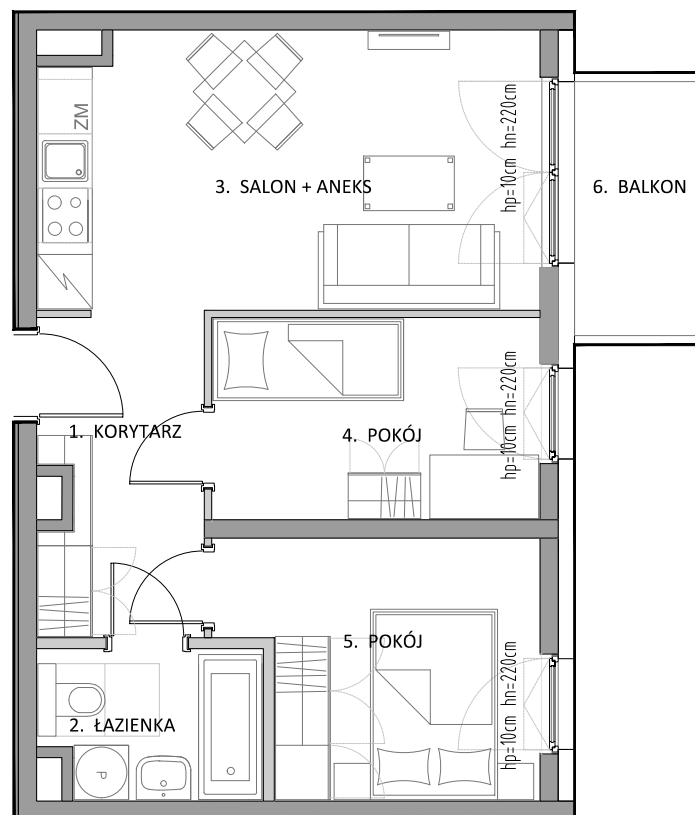 ZM
3. SALON + ANEKS
hp=10cm hn=220cm
6. BALKON
1. KORYTARZ
4. POKÓJ
hp=10cm hn=220cm
5. POKÓJ
hp=10cm hn=220cm
2. ŁAZIENKA
P